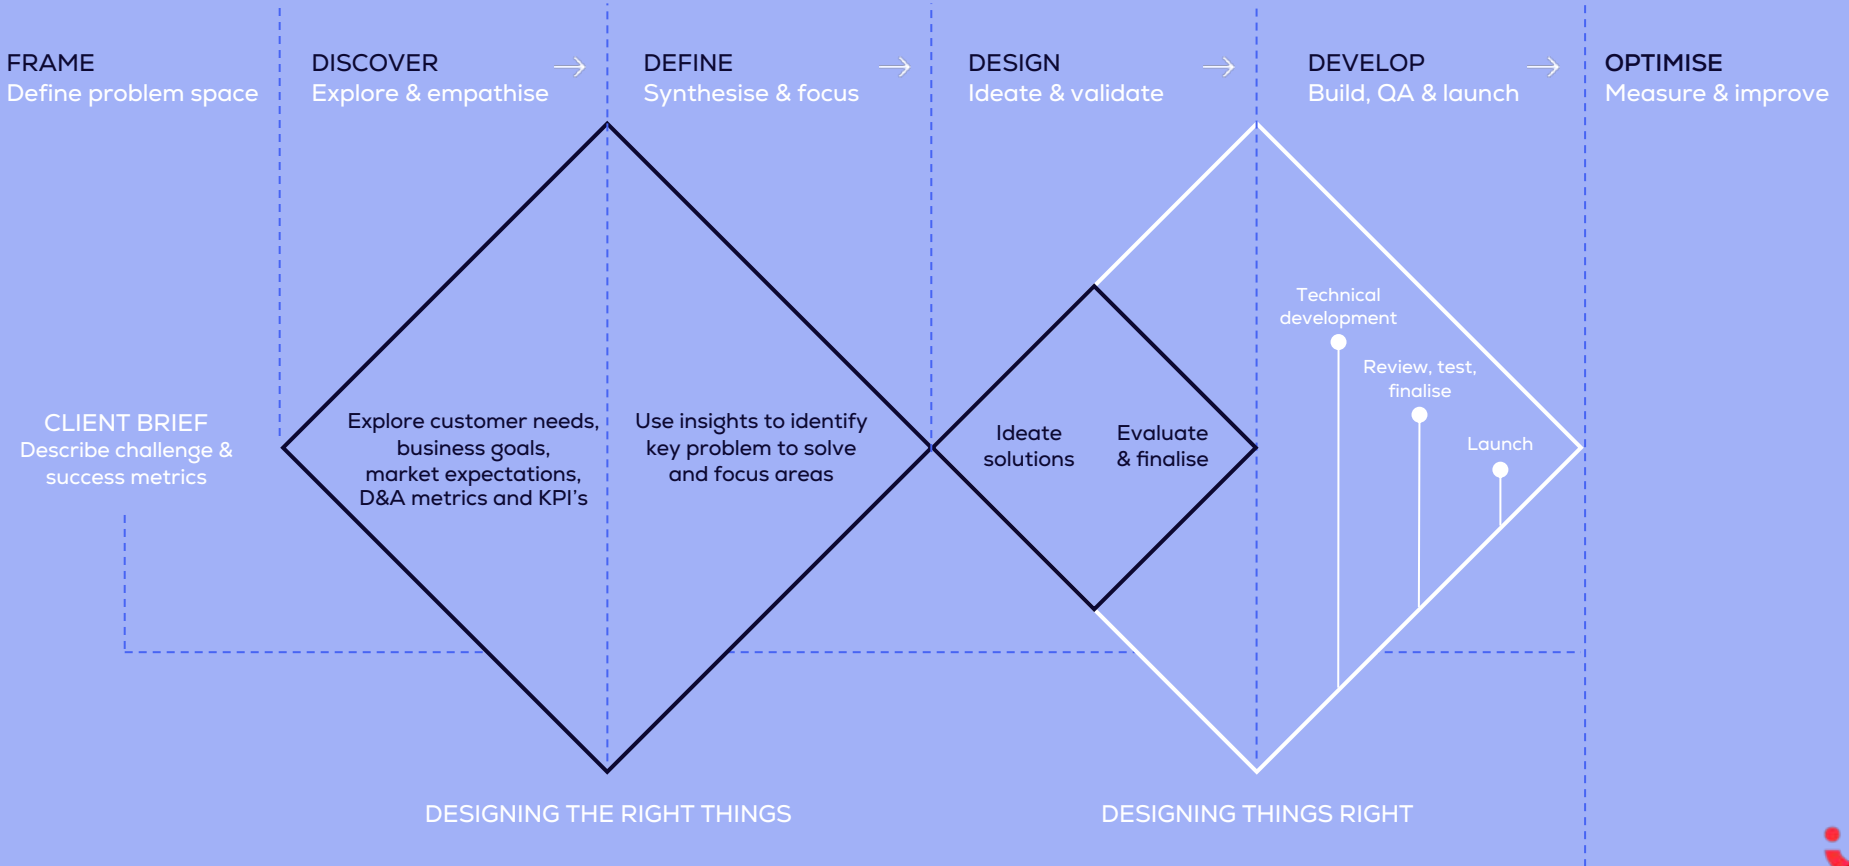 FRAME
Define problem space
DISCOVER
Explore & empathise
DEFINE
Synthesise & focus
DESIGN
Ideate & validate
DEVELOP
Build, QA & launch
OPTIMISE
Measure & improve
CLIENT BRIEF
Describe challenge &
success metrics
Explore customer needs,
business goals,
market expectations,
D&A metrics and KPI's
Use insights to identify
key problem to solve
and focus areas
Ideate
solutions
Evaluate
& finalise
Technical
development
Review, test,
finalise
Launch
DESIGNING THE RIGHT THINGS
DESIGNING THINGS RIGHT